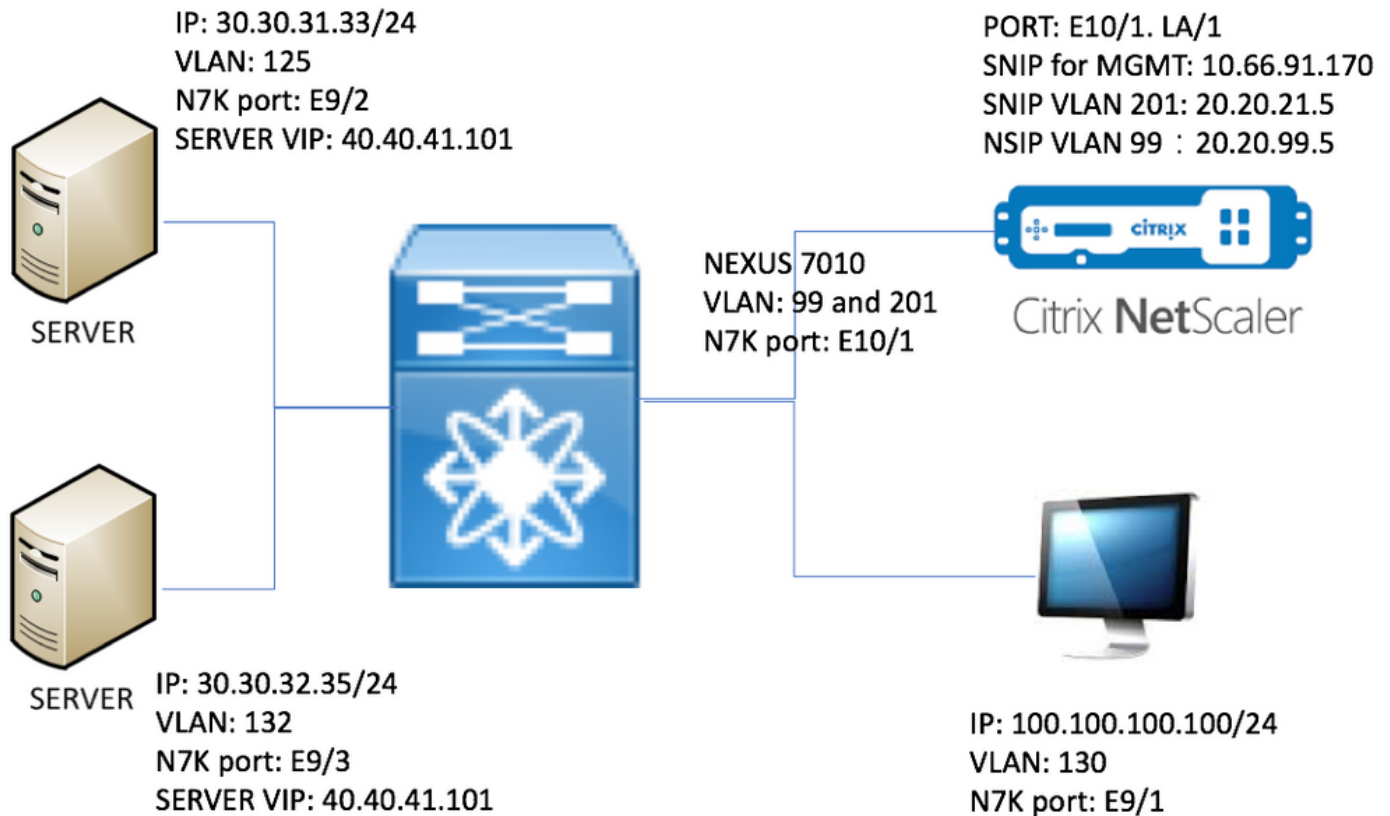 IP: 30.30.31.33/24
VLAN: 125
N7K port: E9/2
SERVER VIP: 40.40.41.101
SERVER
PORT: E10/1. LA/1
SNIP for MGMT: 10.66.91.170
SNIP VLAN 201: 20.20.21.5
NSIP VLAN 99：20.20.99.5
CITRIX
Citrix NetScaler
NEXUS 7010
VLAN: 99 and 201
N7K port: E10/1
SERVER
IP: 30.30.32.35/24
VLAN: 132
N7K port: E9/3
SERVER VIP: 40.40.41.101
IP: 100.100.100.100/24
VLAN: 130
N7K port: E9/1